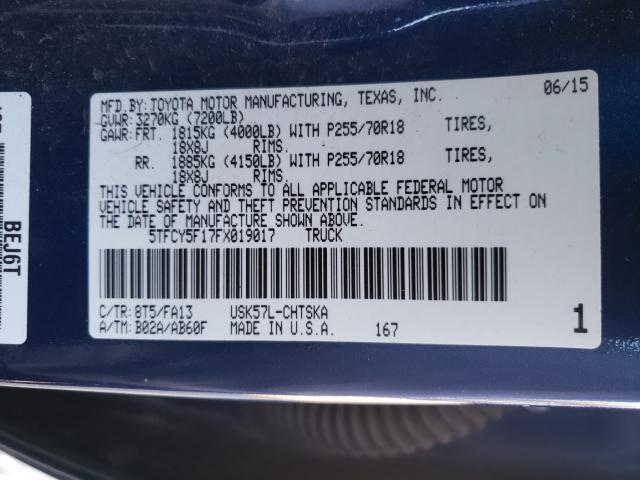 MFD. BY: TOYOTA MOTOR MANUFACTURING, TEXAS, INC. 06/15
GVWR: 3270KG (7200LB)
GAWR: FRT. 1815KG (4000LB) WITH P255/70R18 TIRES,
18X8J RIMS.
RR. 1885KG (4150LB) WITH P255/70R18 TIRES,
18X8J RIMS.
THIS VEHICLE CONFORMS TO ALL APPLICABLE FEDERAL MOTOR
VEHICLE SAFETY AND THEFT PREVENTION STANDARDS IN EFFECT ON
THE DATE OF MANUFACTURE SHOWN ABOVE.
5TFCY5F17FX019017 TRUCK
C/TR: 8T5/FA13 USK57L-CHTSKA
A/TM: B02A/AB60F MADE IN U.S.A. 167 1
BEJ6T